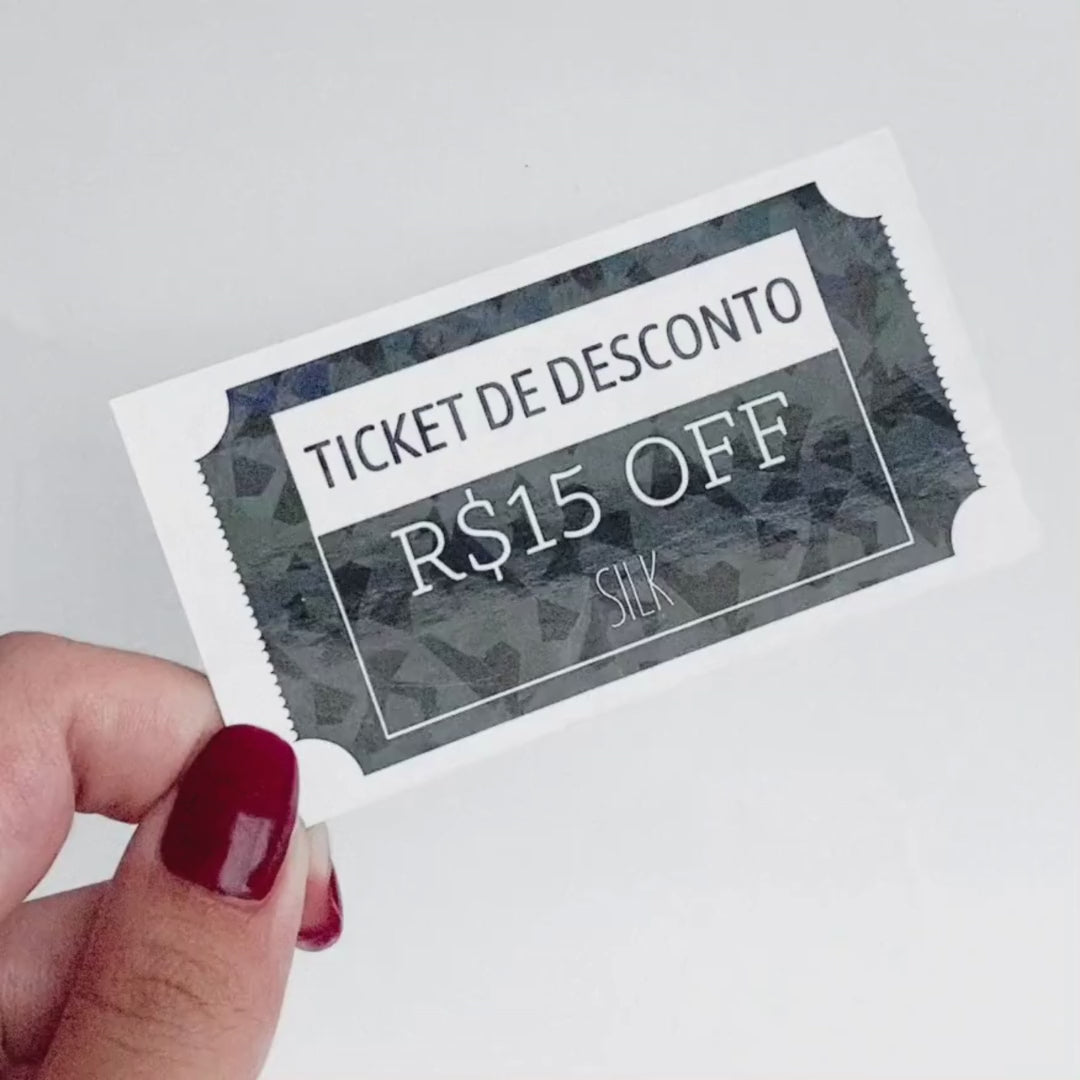 TICKET DE DESCONTO
R$15 OFF
SILK